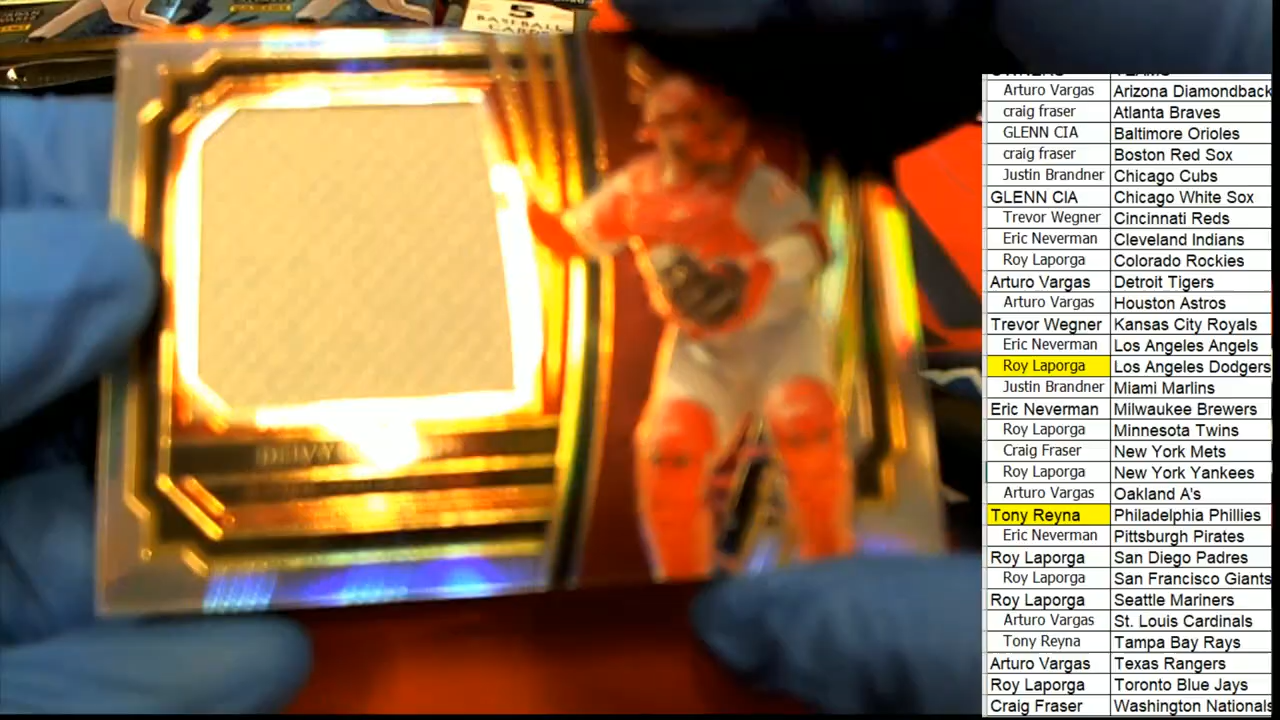 5
BASEBALL
CARDS
OWNERS TEAMS
Arturo Vargas Arizona Diamondback
craig fraser Atlanta Braves
GLENN CIA Baltimore Orioles
craig fraser Boston Red Sox
Justin Brandner Chicago Cubs
GLENN CIA Chicago White Sox
Trevor Wegner Cincinnati Reds
Eric Neverman Cleveland Indians
Roy Laporga Colorado Rockies
Arturo Vargas Detroit Tigers
Arturo Vargas Houston Astros
Trevor Wegner Kansas City Royals
Eric Neverman Los Angeles Angels
Roy Laporga Los Angeles Dodgers
Justin Brandner Miami Marlins
Eric Neverman Milwaukee Brewers
Roy Laporga Minnesota Twins
Craig Fraser New York Mets
Roy Laporga New York Yankees
Arturo Vargas Oakland A's
Tony Reyna Philadelphia Phillies
Eric Neverman Pittsburgh Pirates
Roy Laporga San Diego Padres
Roy Laporga San Francisco Giants
Roy Laporga Seattle Mariners
Arturo Vargas St. Louis Cardinals
Tony Reyna Tampa Bay Rays
Arturo Vargas Texas Rangers
Roy Laporga Toronto Blue Jays
Craig Fraser Washington Nationals